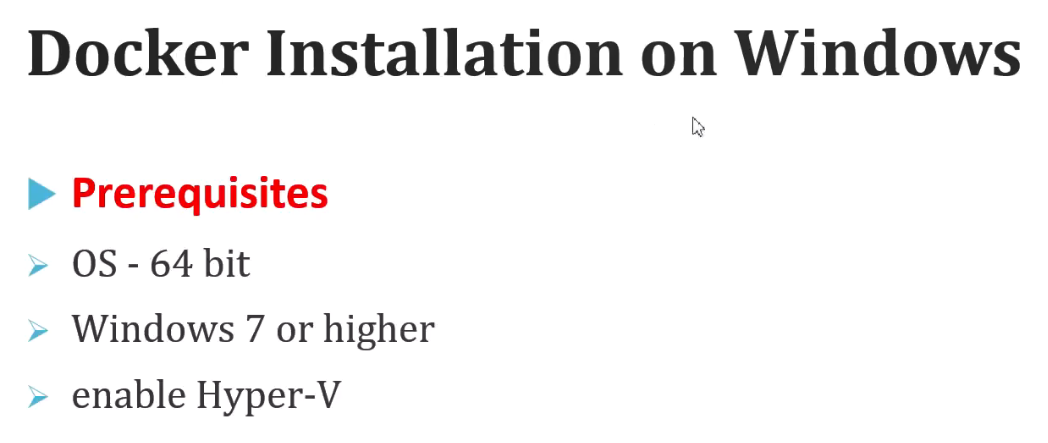 Docker Installation on Windows
Prerequisites
OS - 64 bit
Windows 7 or higher
enable Hyper-V